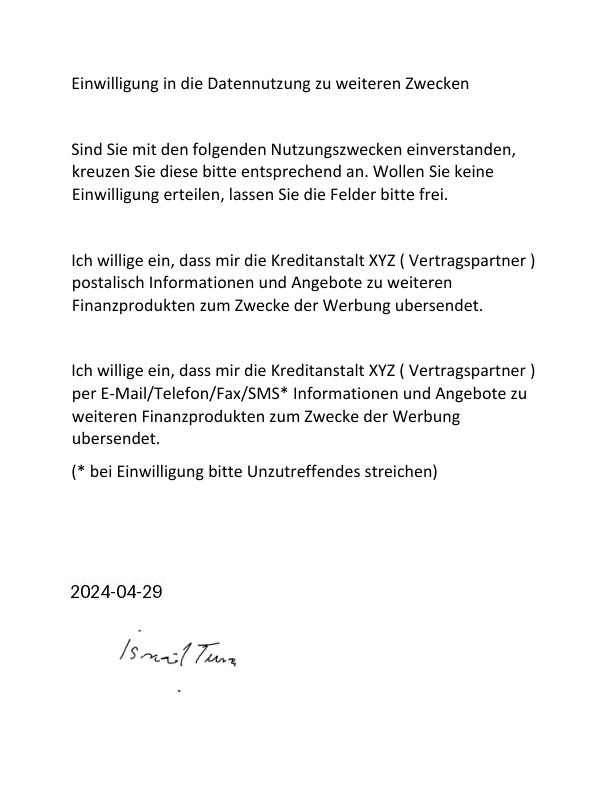 Einwilligung in die Datennutzung zu weiteren Zwecken
Sind Sie mit den folgenden Nutzungszwecken einverstanden,
kreuzen Sie diese bitte entsprechend an. Wollen Sie keine
Einwilligung erteilen, lassen Sie die Felder bitte frei.
Ich willige ein, dass mir die Kreditanstalt XYZ ( Vertragspartner )
postalisch Informationen und Angebote zu weiteren
Finanzprodukten zum Zwecke der Werbung ubersendet.
Ich willige ein, dass mir die Kreditanstalt XYZ ( Vertragspartner )
per E-Mail/Telefon/Fax/SMS* Informationen und Angebote zu
weiteren Finanzprodukten zum Zwecke der Werbung
ubersendet.
(* bei Einwilligung bitte Unzutreffendes streichen)
2024-04-29
Ismail